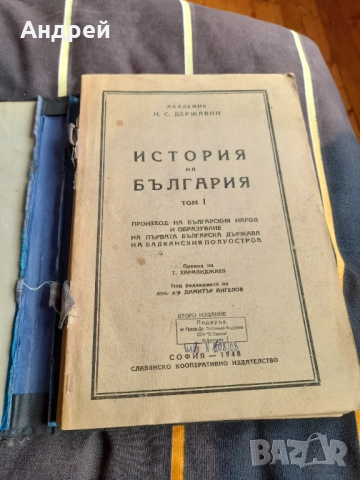 Андрей
АКАДЕМИК
Н. С. ДЕРЖАВИН
ИСТОРИЯ
НА
БЪЛГАРИЯ
ТОМ I
ПРОИЗХОД НА БЪЛГАРСКИЯ НАРОД
И ОБРАЗУВАНЕ
НА ПЪРВАТА БЪЛГАРСКА ДЪРЖАВА
НА БАЛКАНСКИЯ ПОЛУОСТРОВ
Превод на
Т. ХАРМАНДЖИЕВ
Под редакцията на
доц. д-р ДИМИТЪР АНГЕЛОВ
ВТОРО ИЗДАНИЕ
Подарък
СОФИЯ — 1948
СЛАВЯНСКО КООПЕРАТИВНО ИЗДАТЕЛСТВО
BAZAR